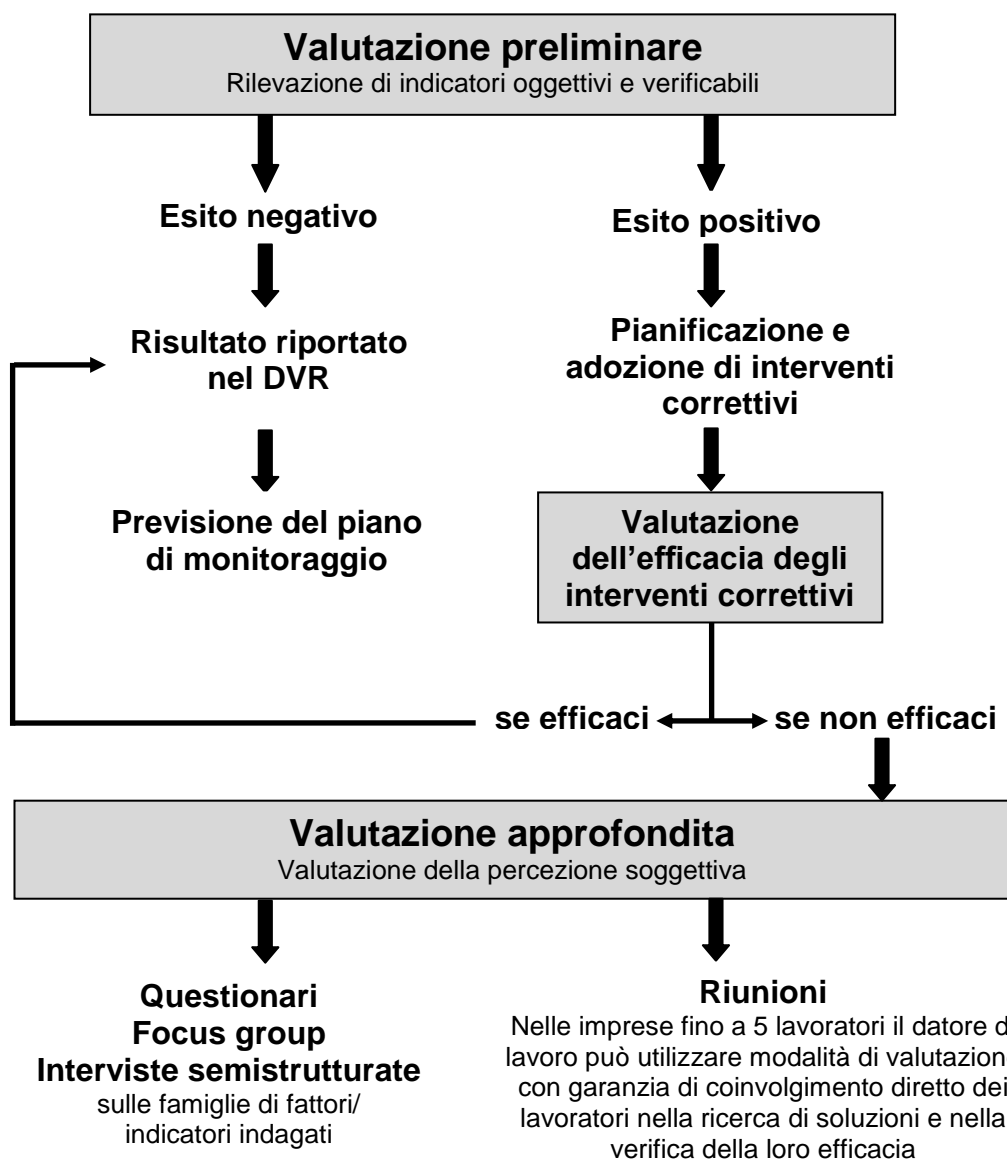 Valutazione preliminare
Rilevazione di indicatori oggettivi e verificabili
Esito negativo
Esito positivo
Risultato riportato
nel DVR
Pianificazione e
adozione di interventi
correttivi
Previsione del piano
di monitoraggio
Valutazione
dell’efficacia degli
interventi correttivi
se efficaci
se non efficaci
Valutazione approfondita
Valutazione della percezione soggettiva
Questionari
Focus group
Interviste semistrutturate
sulle famiglie di fattori/
indicatori indagati
Riunioni
Nelle imprese fino a 5 lavoratori il datore d
lavoro può utilizzare modalità di valutazion
con garanzia di coinvolgimento diretto dei
lavoratori nella ricerca di soluzioni e nella
verifica della loro efficacia